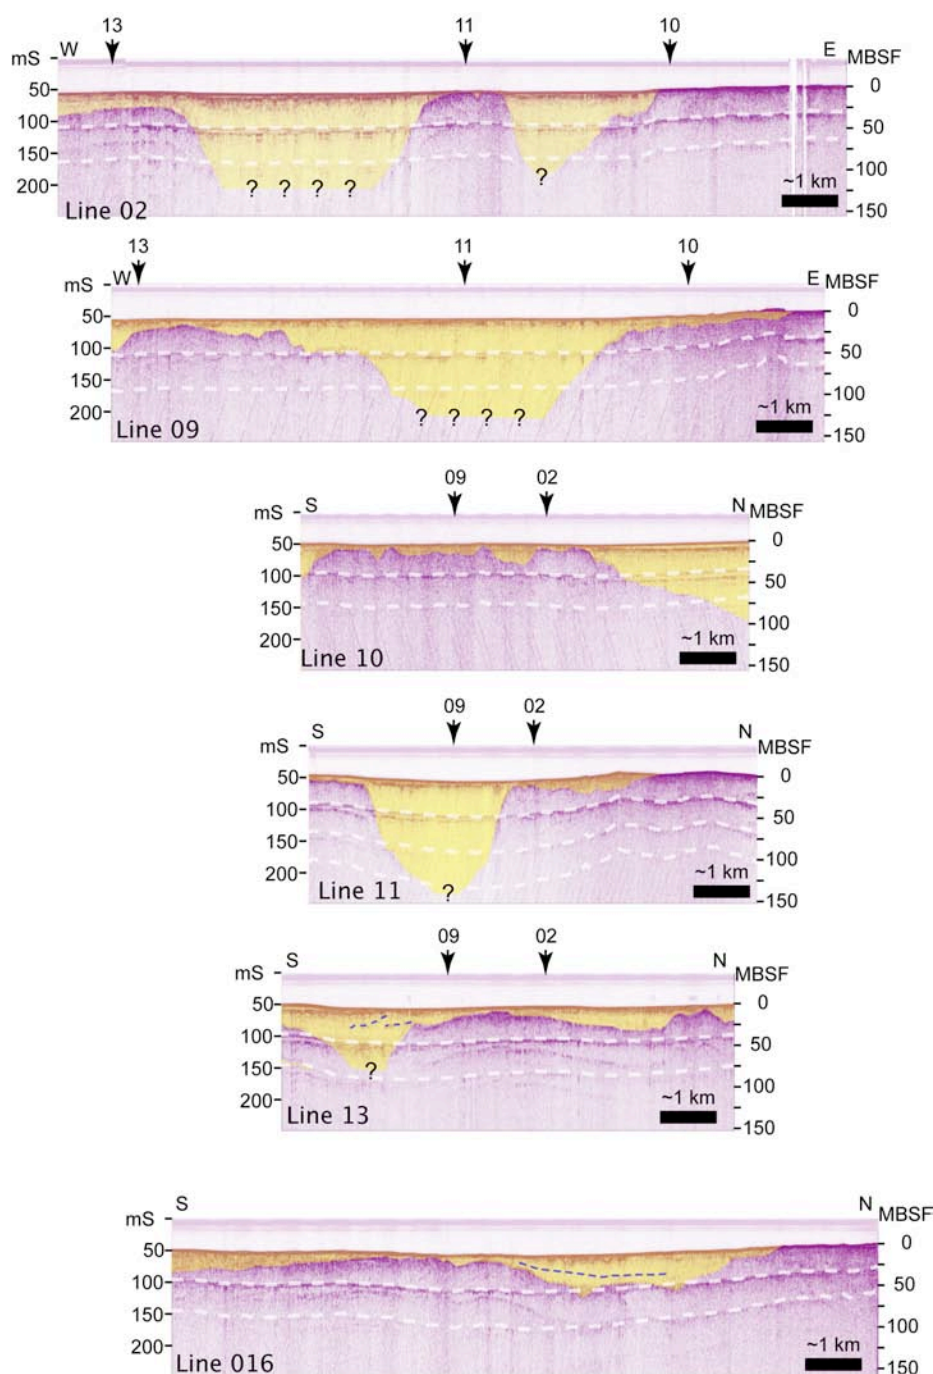 13 11 10
mS W E MBSF
50 0
100 50
150 100
200 150
? ? ? ? ?
~1 km
Line 02
13 11 10
mS W E MBSF
50 0
100 50
150 100
200 150
? ? ? ?
~1 km
Line 09
09 02
S N
mS MBSF
50 0
100 50
150 100
200 150
~1 km
Line 10
09 02
S N
mS MBSF
50 0
100 50
150 100
200 150
?
~1 km
Line 11
09 02
S N
mS MBSF
50 0
100 50
150 100
200 150
?
~1 km
Line 13
S N
mS MBSF
50 0
100 50
150 100
200 150
~1 km
Line 016